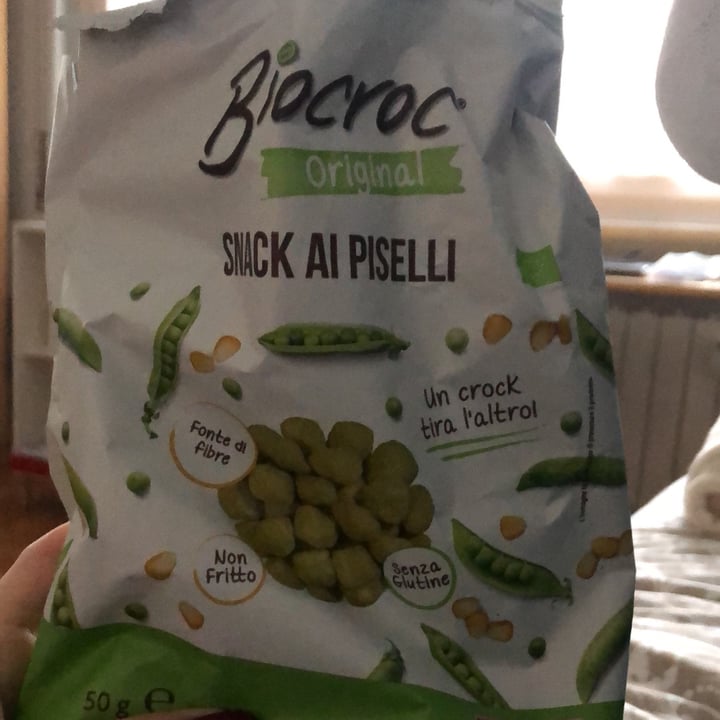 Biocroc®
Original
SNACK AI PISELLI
Un crock
tira l'altro!
Fonte di
fibre
Non
Fritto
Senza
Glutine
50 g ℮